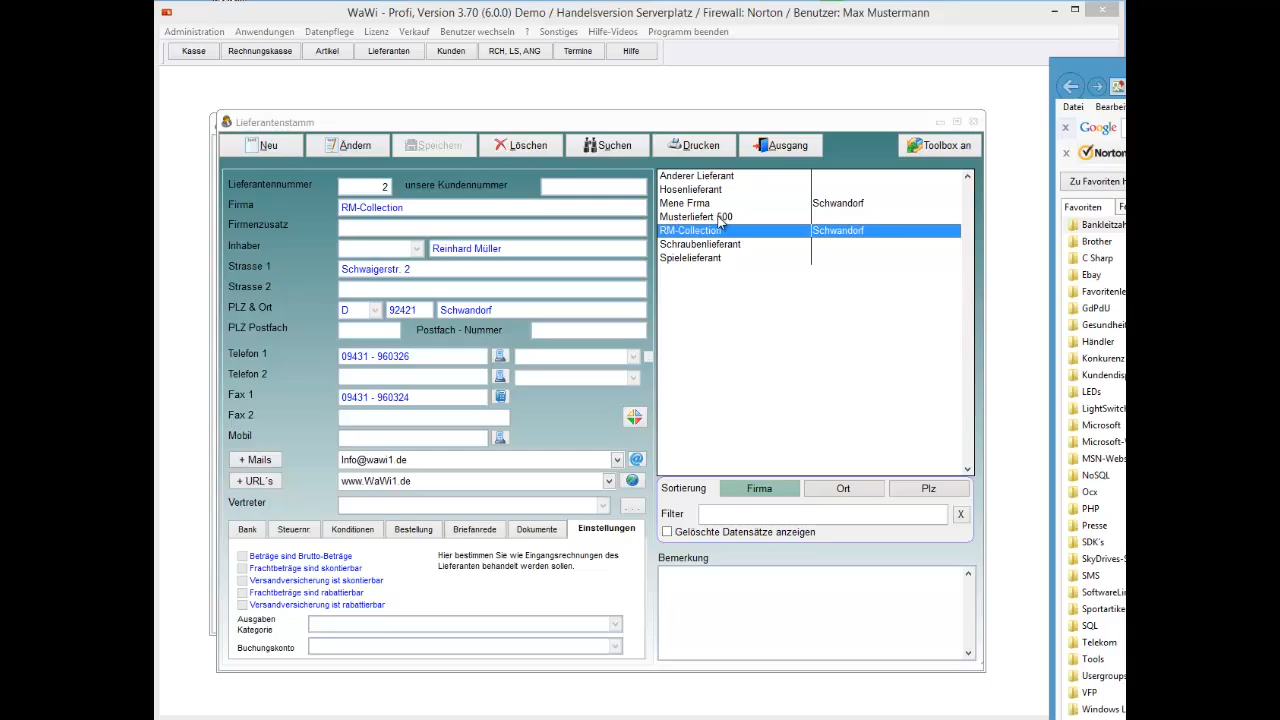 WaWi - Profi, Version 3.70 (6.0.0) Demo / Handelsversion Serverplatz / Firewall: Norton / Benutzer: Max Mustermann
Administration Anwendungen Datenpflege Lizenz Verkauf Benutzer wechseln ? Sonstiges Hilfe-Videos Programm beenden
Kasse Rechnungskasse Artikel Lieferanten Kunden RCH, LS, ANG Termine Hilfe
Lieferantenstamm
Neu Ändern Speichern Löschen Suchen Drucken Ausgang Toolbox an
Lieferantennummer 2 unsere Kundennummer
Firma RM-Collection
Firmenzusatz
Inhaber Reinhard Müller
Strasse 1 Schwaigerstr. 2
Strasse 2
PLZ & Ort D 92421 Schwandorf
PLZ Postfach Postfach - Nummer
Telefon 1 09431 - 960326
Telefon 2
Fax 1 09431 - 960324
Fax 2
Mobil
+ Mails Info@wawi1.de
+ URL´s www.WaWi1.de
Vertreter ...
Bank Steuernr. Konditionen Bestellung Briefanrede Dokumente Einstellungen
Beträge sind Brutto-Beträge
Frachtbeträge sind skontierbar
Versandversicherung ist skontierbar
Frachtbeträge sind rabattierbar
Versandversicherung ist rabattierbar
Hier bestimmen Sie wie Eingangsrechnungen des
Lieferanten behandelt werden sollen.
Ausgaben
Kategorie
Buchungskonto
Anderer Lieferant
Hosenlieferant
Mene Frma Schwandorf
Musterliefert 600
RM-Collection Schwandorf
Schraubenlieferant
Spielelieferant
Sortierung Firma Ort Plz
Filter X
Gelöschte Datensätze anzeigen
Bemerkung
Datei Bearbei
x Google
x Norton
Zu Favoriten h
Favoriten F
Bankleitzah
Brother
C Sharp
Ebay
Favoritenle
GdPdU
Gesundhei
Händler
Konkurenz
Kundendis
LEDs
LightSwitc
Microsoft
Microsoft-
MSN-Webs
NoSQL
Ocx
PHP
Presse
SDK´s
SkyDrives-S
SMS
SoftwareLin
Sportartike
SQL
Telekom
Tools
Usergroups
VFP
Windows L